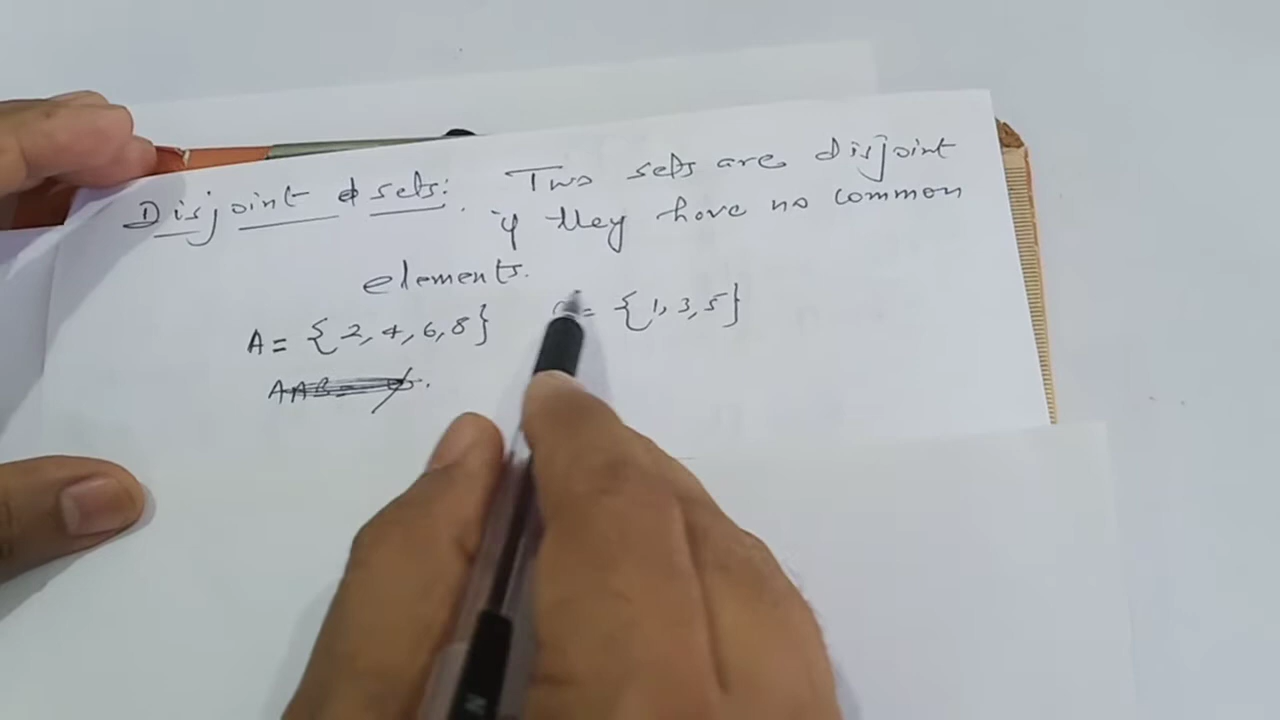 Disjoint sets: Two sets are disjoint
if they have no common
elements.
A = {2, 4, 6, 8} = {1, 3, 5}